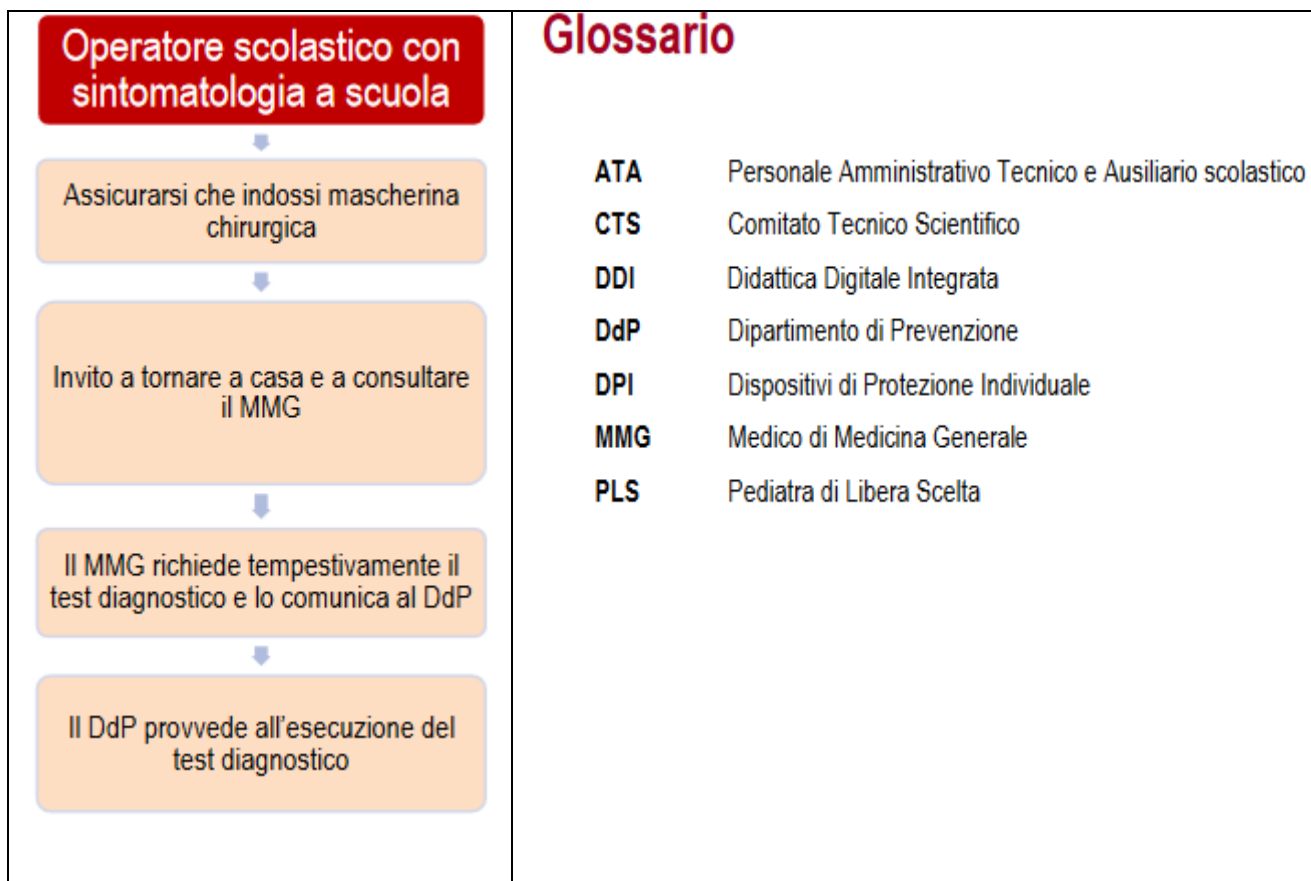 Operatore scolastico con
sintomatologia a scuola
Assicurarsi che indossi mascherina
chirurgica
Invito a tornare a casa e a consultare
il MMG
Il MMG richiede tempestivamente il
test diagnostico e lo comunica al DdP
Il DdP provvede all'esecuzione del
test diagnostico
Glossario
ATA Personale Amministrativo Tecnico e Ausiliario scolastico
CTS Comitato Tecnico Scientifico
DDI Didattica Digitale Integrata
DdP Dipartimento di Prevenzione
DPI Dispositivi di Protezione Individuale
MMG Medico di Medicina Generale
PLS Pediatra di Libera Scelta